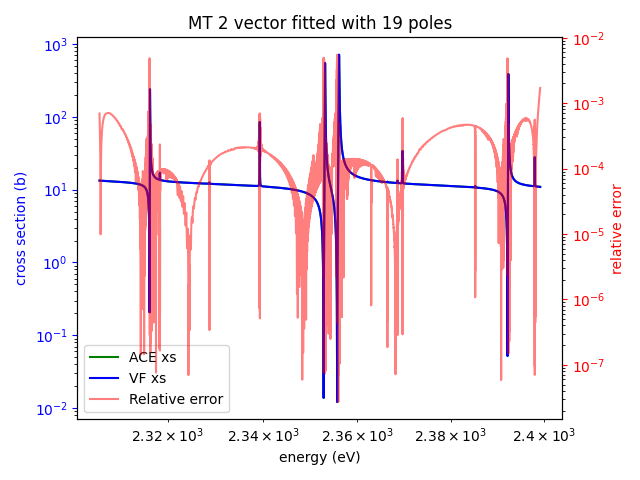 MT 2 vector fitted with 19 poles
10³
10²
10¹
10⁰
10⁻¹
10⁻²
cross section (b)
10⁻²
10⁻³
10⁻⁴
10⁻⁵
10⁻⁶
10⁻⁷
relative error
ACE xs
VF xs
Relative error
2.32 × 10³ 2.34 × 10³ 2.36 × 10³ 2.38 × 10³ 2.4 × 10³
energy (eV)